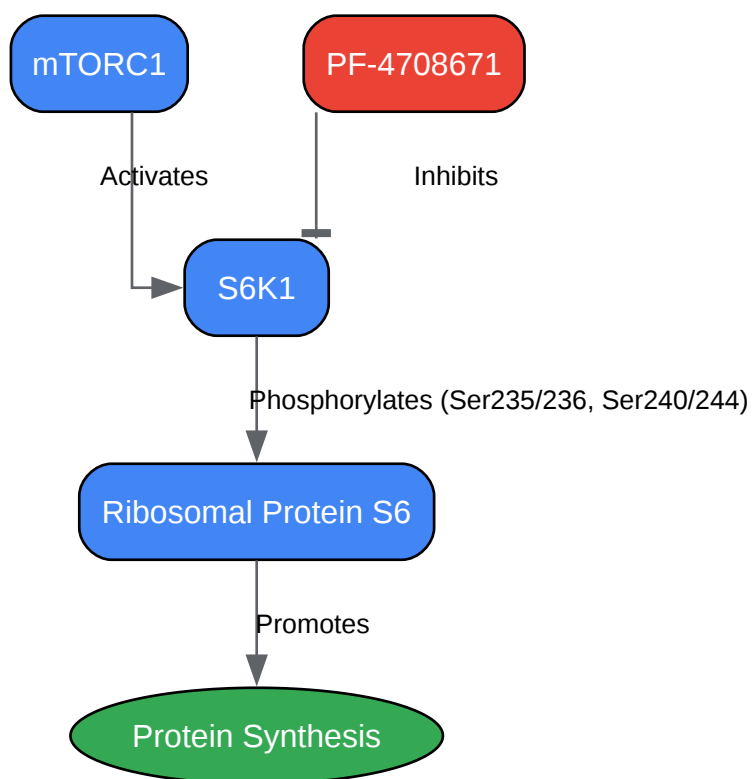 mTORC1
PF-4708671
Activates
Inhibits
S6K1
Phosphorylates (Ser235/236, Ser240/244)
Ribosomal Protein S6
Promotes
Protein Synthesis